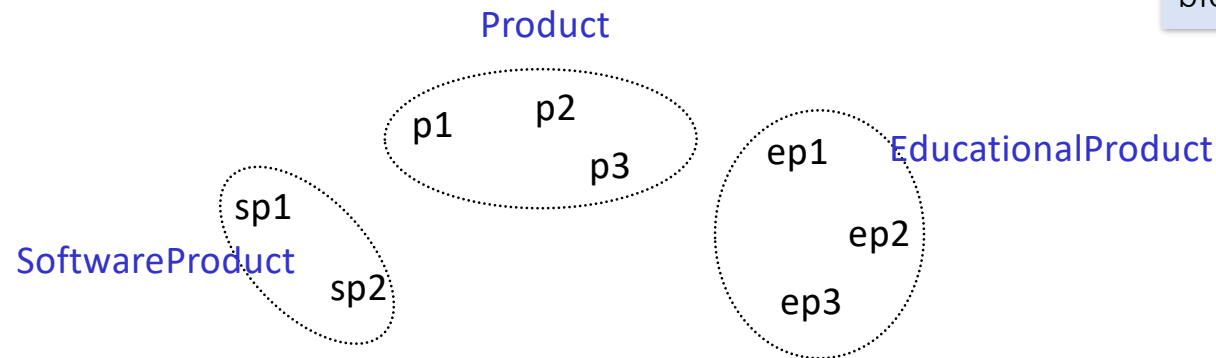 Product
p1
p2
p3
ep1
EducationalProduct
sp1
ep2
SoftwareProduct
sp2
ep3